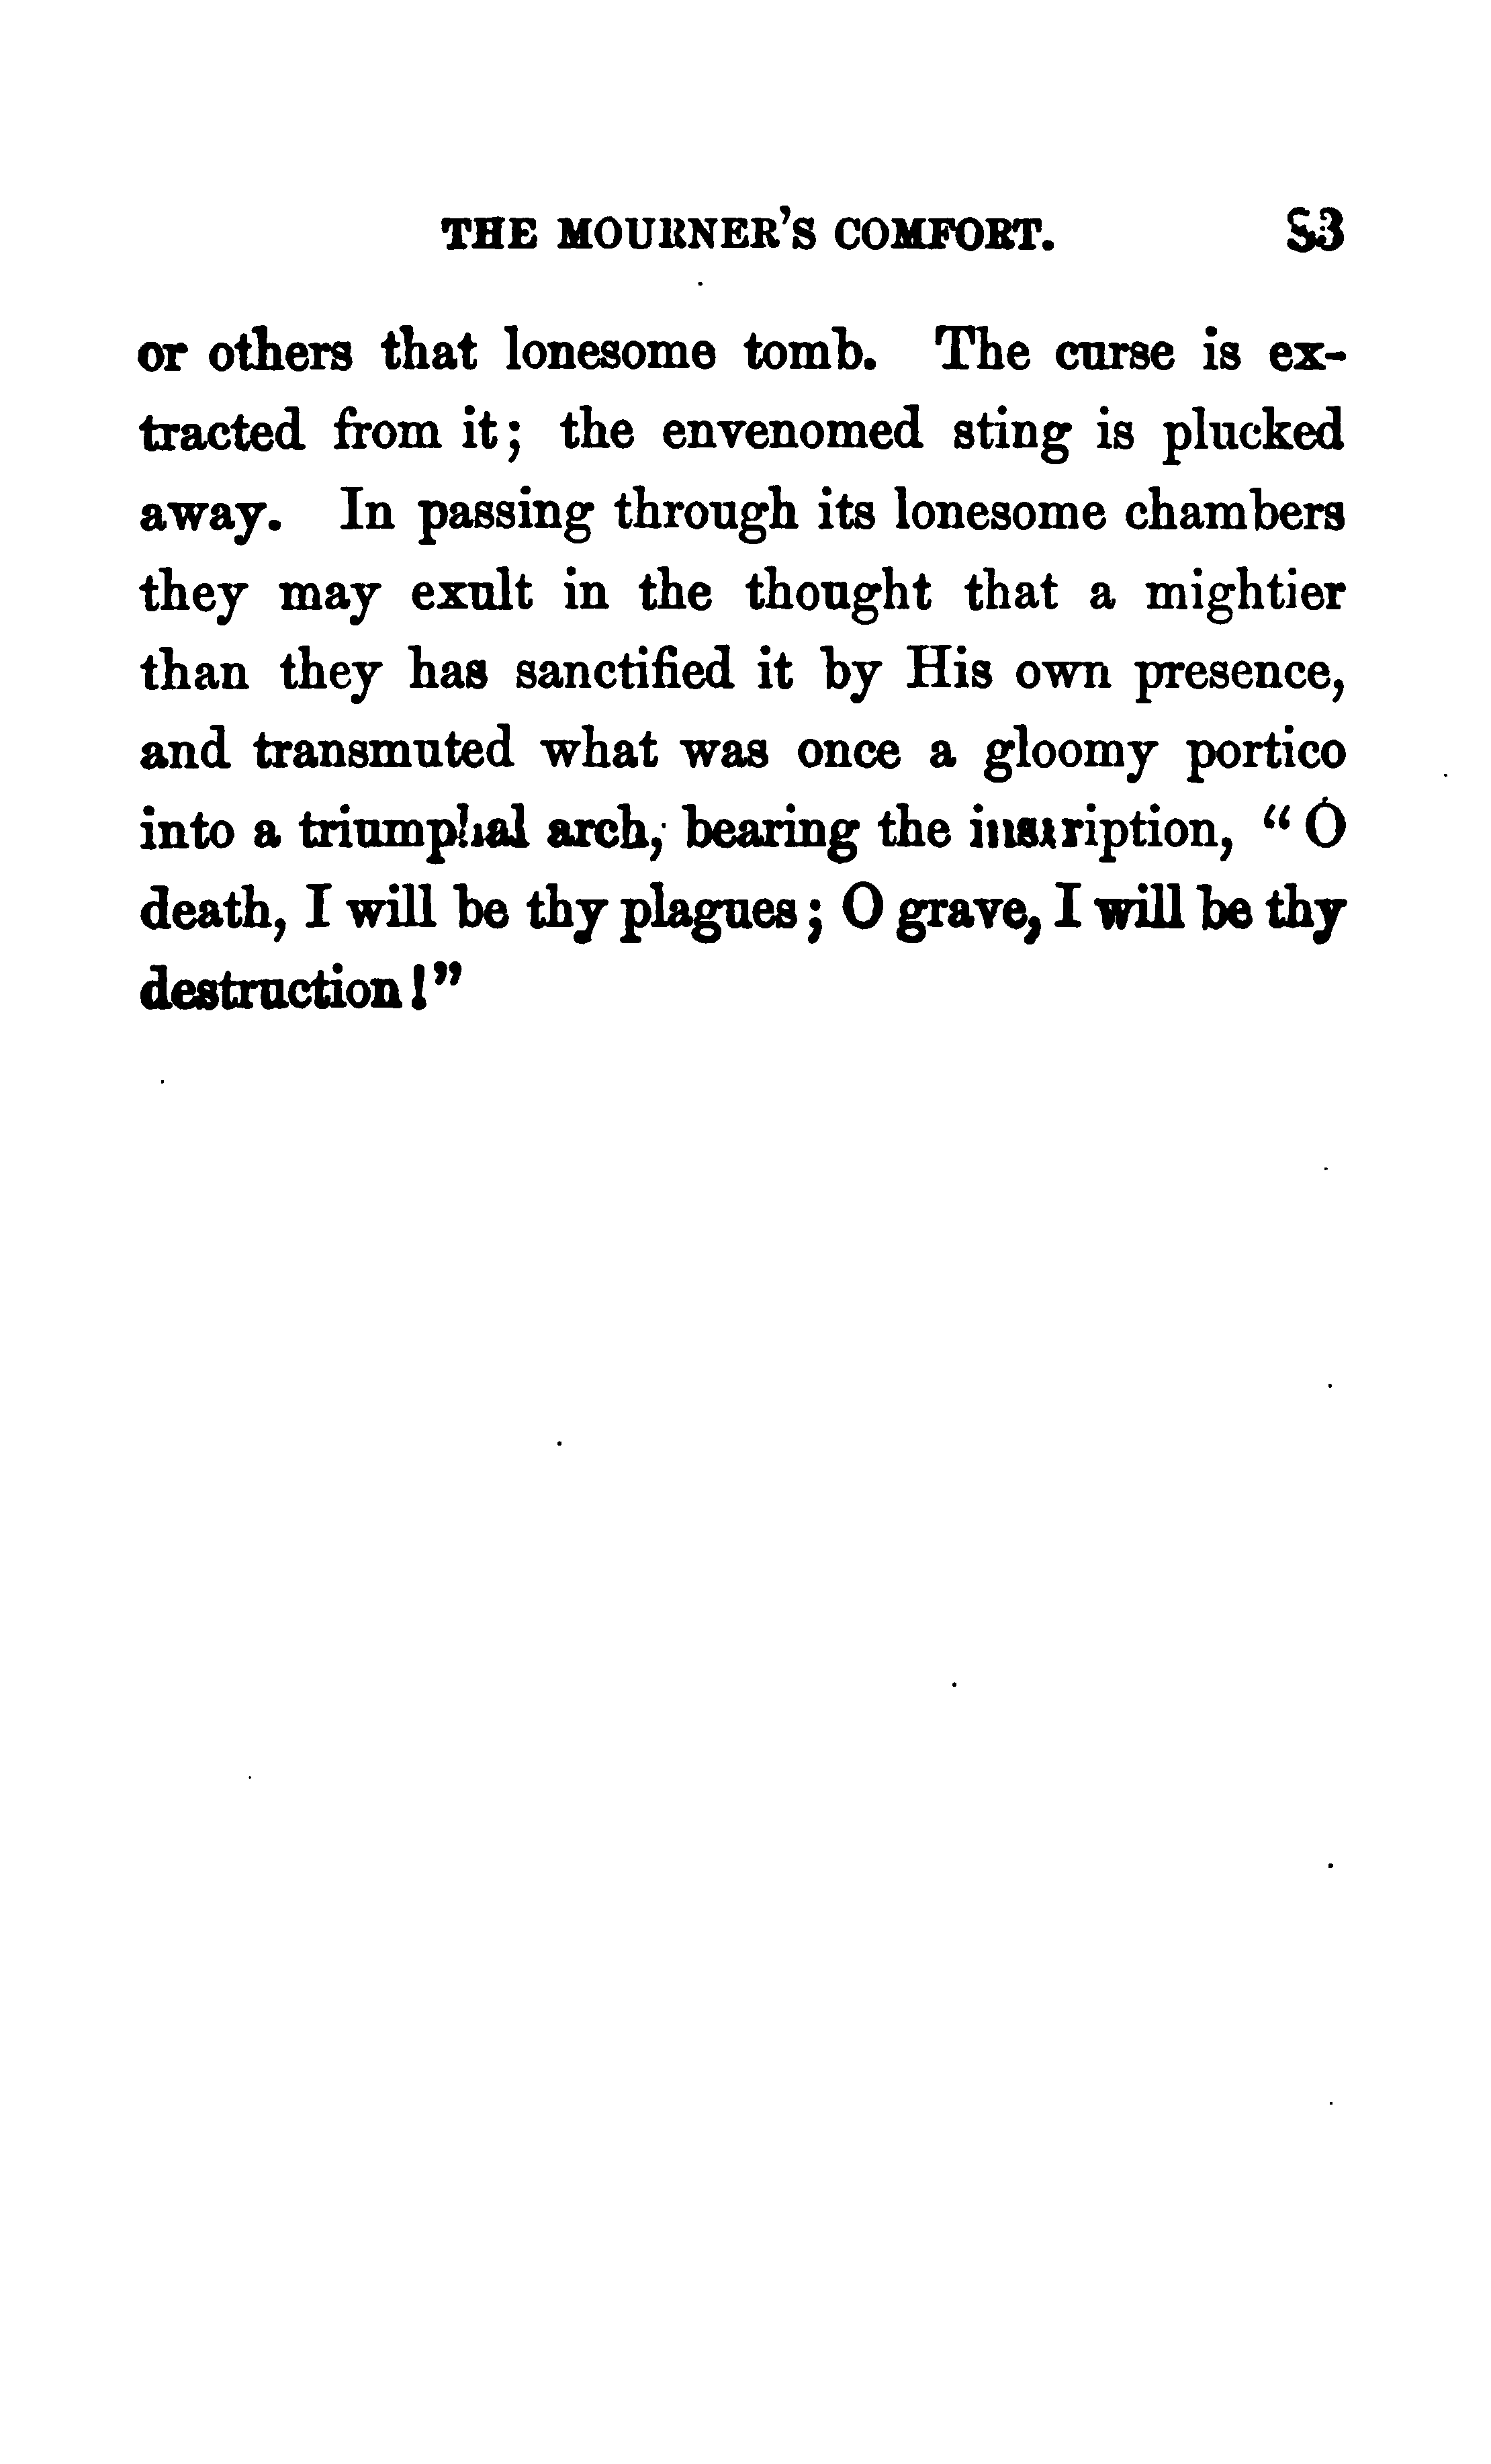 THE MOURNER'S COMFORT. 83
or others that lonesome tomb. The curse is ex-
tracted from it; the envenomed sting is plucked
away. In passing through its lonesome chambers
they may exult in the thought that a mightier
than they has sanctified it by His own presence,
and transmuted what was once a gloomy portico
into a triumphal arch, bearing the inscription, "O
death, I will be thy plagues; O grave, I will be thy
destruction!"